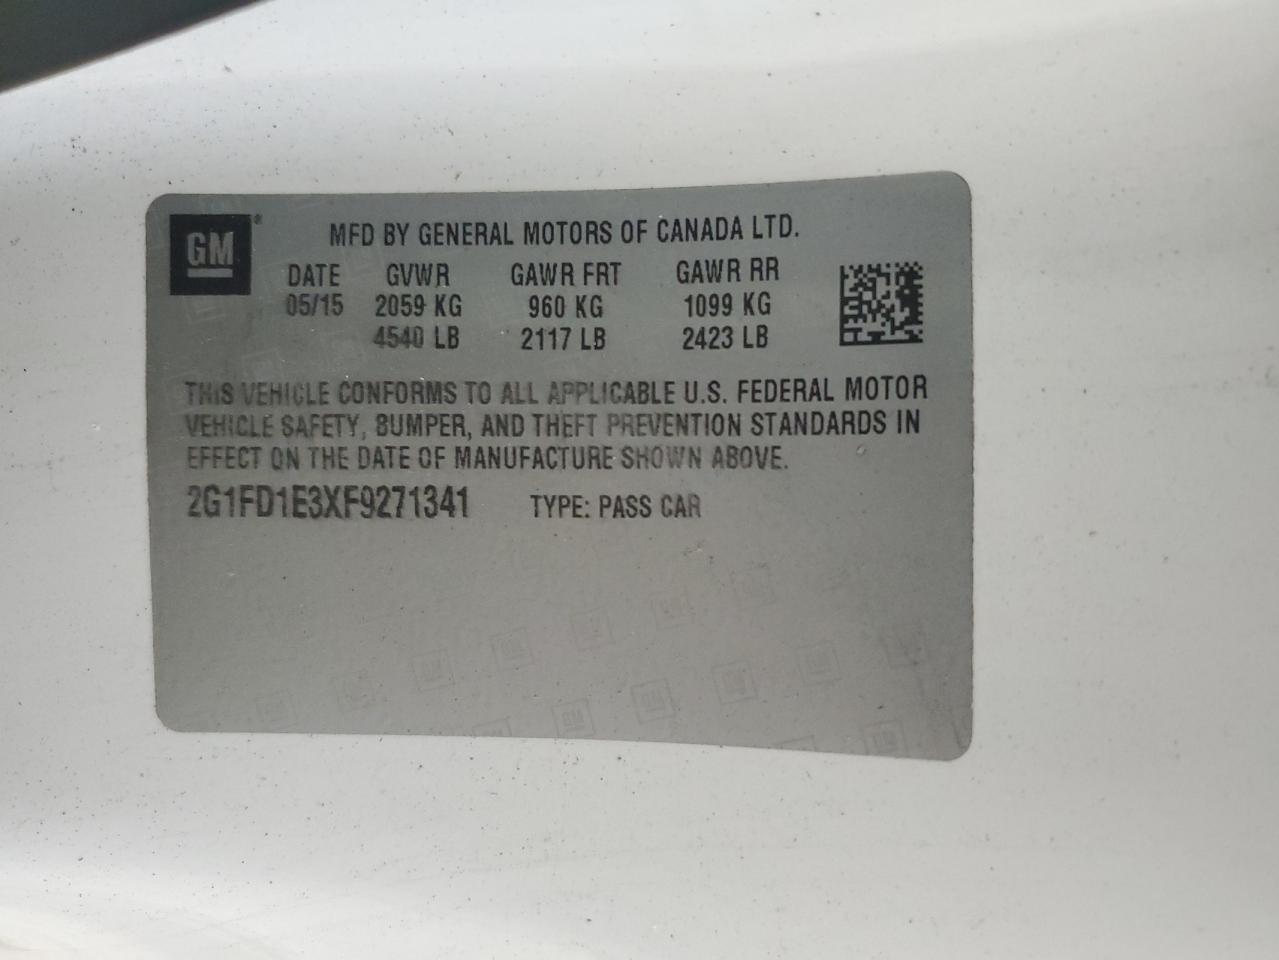 GM®
MFD BY GENERAL MOTORS OF CANADA LTD.
DATE GVWR GAWR FRT GAWR RR
05/15 2059 KG 960 KG 1099 KG
4540 LB 2117 LB 2423 LB
THIS VEHICLE CONFORMS TO ALL APPLICABLE U.S. FEDERAL MOTOR
VEHICLE SAFETY, BUMPER, AND THEFT PREVENTION STANDARDS IN
EFFECT ON THE DATE OF MANUFACTURE SHOWN ABOVE.
2G1FD1E3XF9271341 TYPE: PASS CAR